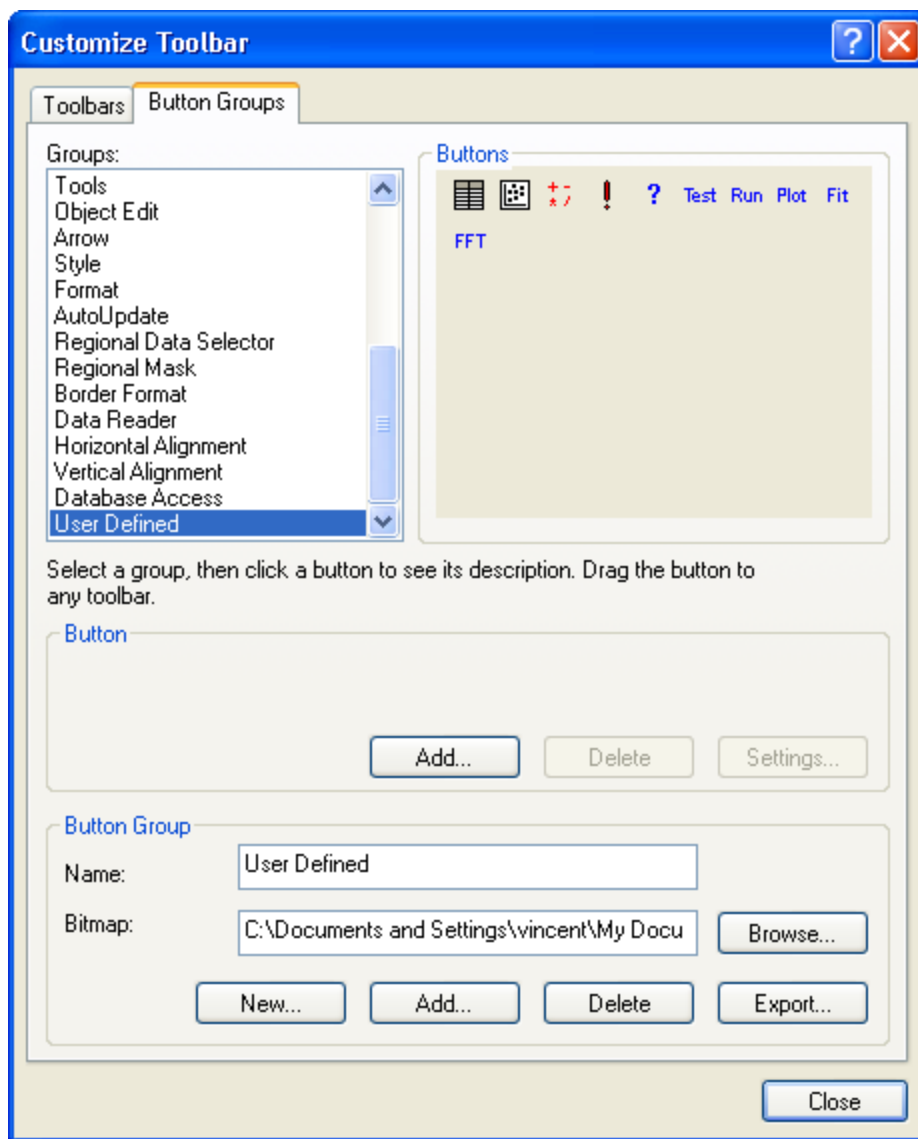 Customize Toolbar
Toolbars
Button Groups
Groups:
Tools
Object Edit
Arrow
Style
Format
AutoUpdate
Regional Data Selector
Regional Mask
Border Format
Data Reader
Horizontal Alignment
Vertical Alignment
Database Access
User Defined
Buttons
? Test Run Plot Fit
FFT
Select a group, then click a button to see its description. Drag the button to
any toolbar.
Button
Add... Delete Settings...
Button Group
Name: User Defined
Bitmap: C:\Documents and Settings\vincent\My Docu Browse...
New... Add... Delete Export...
Close